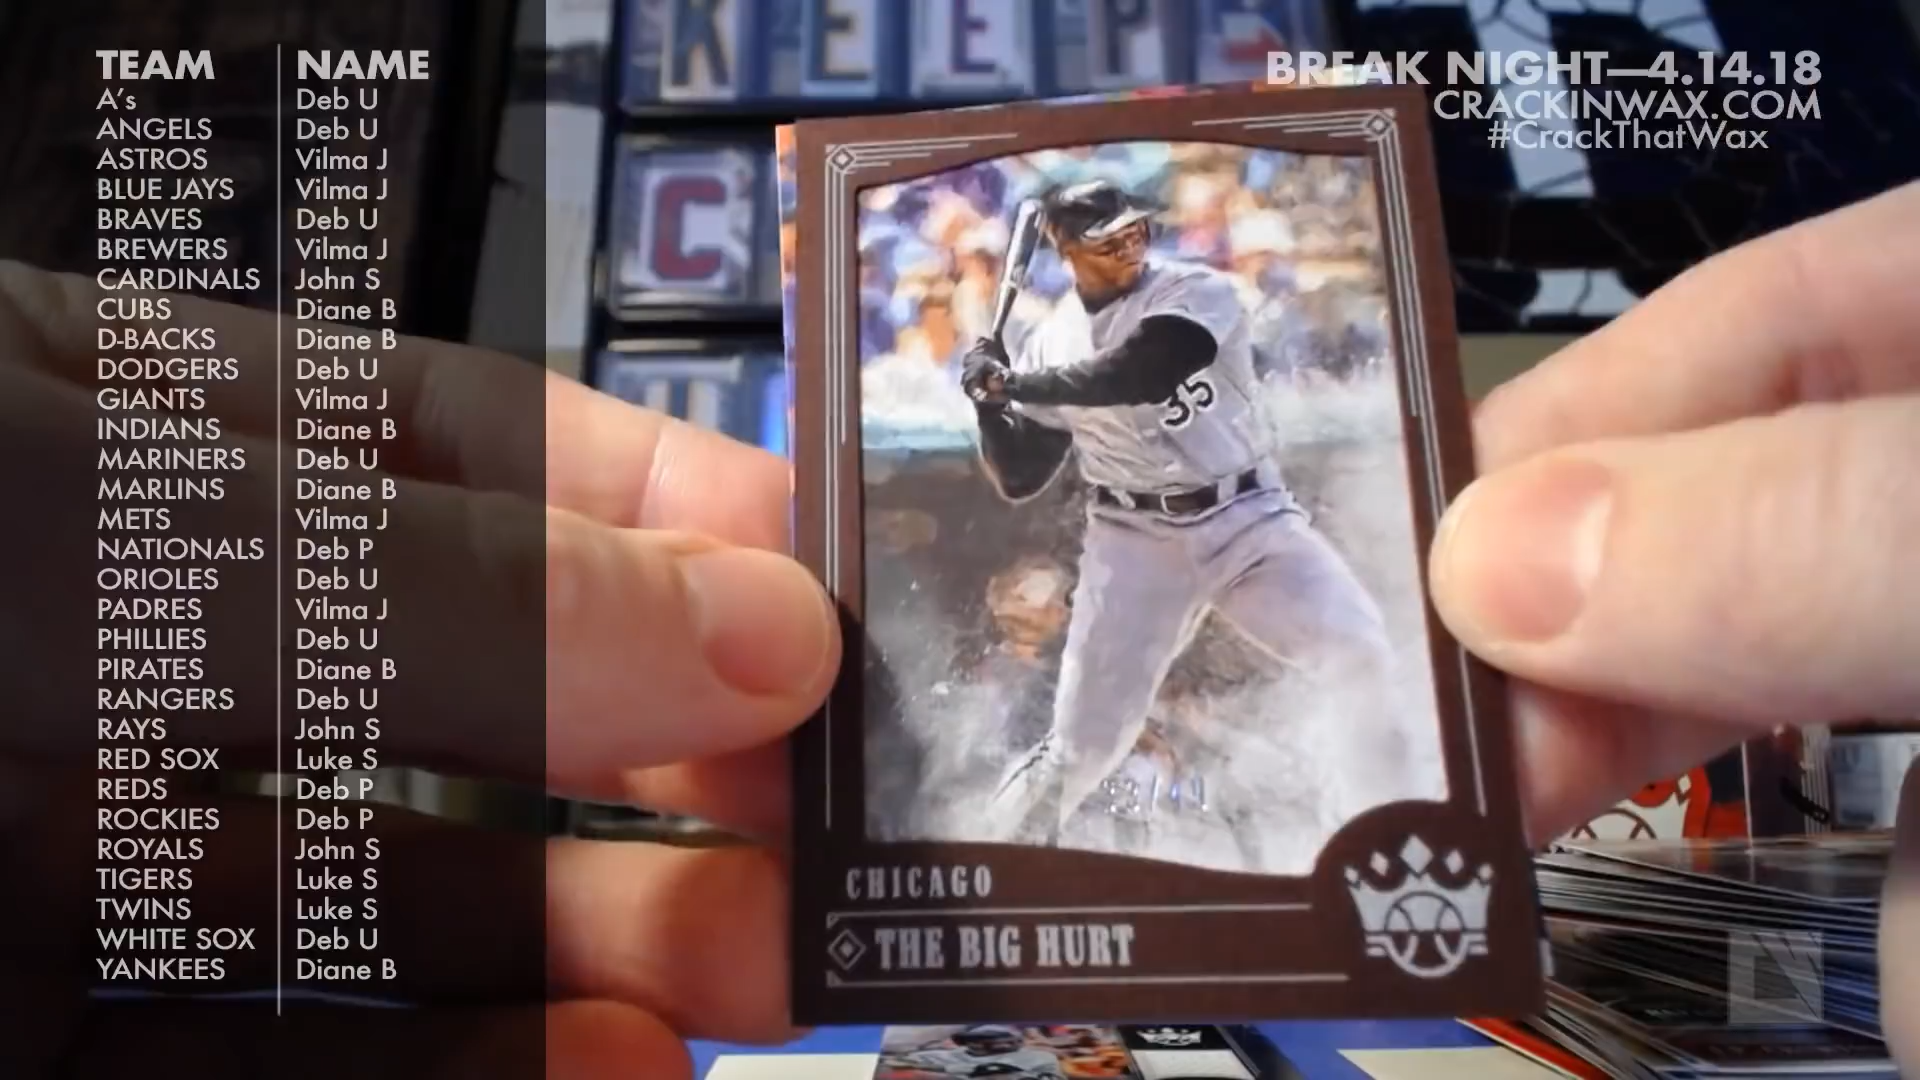 TEAM NAME
A's Deb U
ANGELS Deb U
ASTROS Vilma J
BLUE JAYS Vilma J
BRAVES Deb U
BREWERS Vilma J
CARDINALS John S
CUBS Diane B
D-BACKS Diane B
DODGERS Deb U
GIANTS Vilma J
INDIANS Diane B
MARINERS Deb U
MARLINS Diane B
METS Vilma J
NATIONALS Deb P
ORIOLES Deb U
PADRES Vilma J
PHILLIES Deb U
PIRATES Diane B
RANGERS Deb U
RAYS John S
RED SOX Luke S
REDS Deb P
ROCKIES Deb P
ROYALS John S
TIGERS Luke S
TWINS Luke S
WHITE SOX Deb U
YANKEES Diane B
BREAK NIGHT—4.14.18
CRACKINWAX.COM
#CrackThatWax
KEEP
C
35
CHICAGO
THE BIG HURT